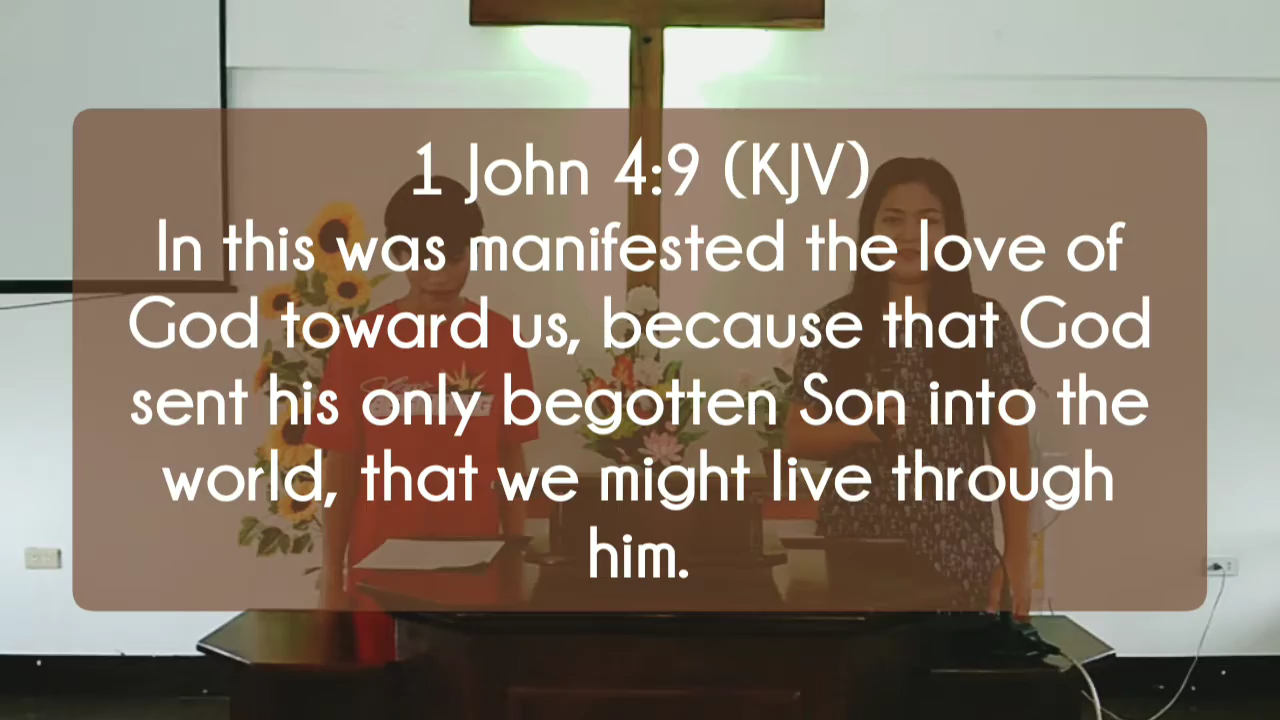 1 John 4:9 (KJV)
In this was manifested the love of
God toward us, because that God
sent his only begotten Son into the
world, that we might live through
him.